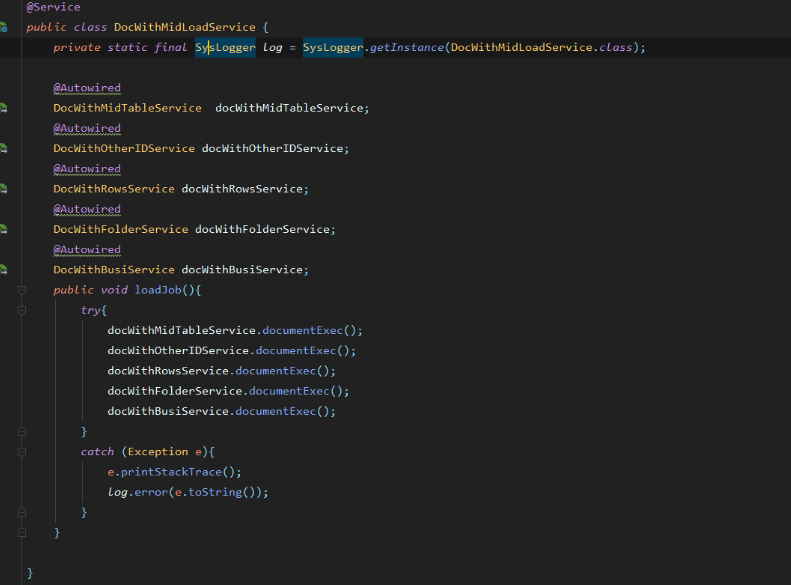 @Service
public class DocWithMidLoadService {
private static final SysLogger log = SysLogger.getInstance(DocWithMidLoadService.class);
@Autowired
DocWithMidTableService  docWithMidTableService;
@Autowired
DocWithOtherIDService docWithOtherIDService;
@Autowired
DocWithRowsService docWithRowsService;
@Autowired
DocWithFolderService docWithFolderService;
@Autowired
DocWithBusiService docWithBusiService;
public void loadJob(){
try{
docWithMidTableService.documentExec();
docWithOtherIDService.documentExec();
docWithRowsService.documentExec();
docWithFolderService.documentExec();
docWithBusiService.documentExec();
}
catch (Exception e){
e.printStackTrace();
log.error(e.toString());
}
}
}